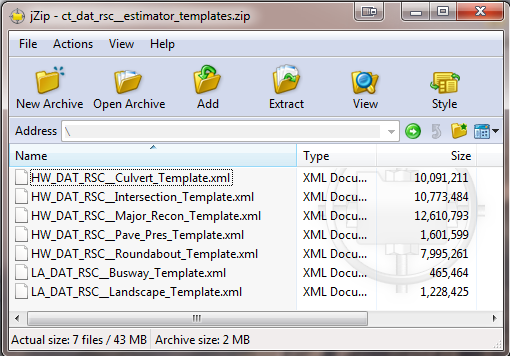 jZip - ct_dat_rsc__estimator_templates.zip
File Actions View Help
New Archive Open Archive Add Extract View Style
Address \
Name Type Size
HW_DAT_RSC__Culvert_Template.xml XML Docu... 10,091,211
HW_DAT_RSC__Intersection_Template.xml XML Docu... 10,773,484
HW_DAT_RSC__Major_Recon_Template.xml XML Docu... 12,610,793
HW_DAT_RSC__Pave_Pres_Template.xml XML Docu... 1,601,599
HW_DAT_RSC__Roundabout_Template.xml XML Docu... 7,995,261
LA_DAT_RSC__Busway_Template.xml XML Docu... 465,464
LA_DAT_RSC__Landscape_Template.xml XML Docu... 1,228,425
Actual size: 7 files / 43 MB Archive size: 2 MB